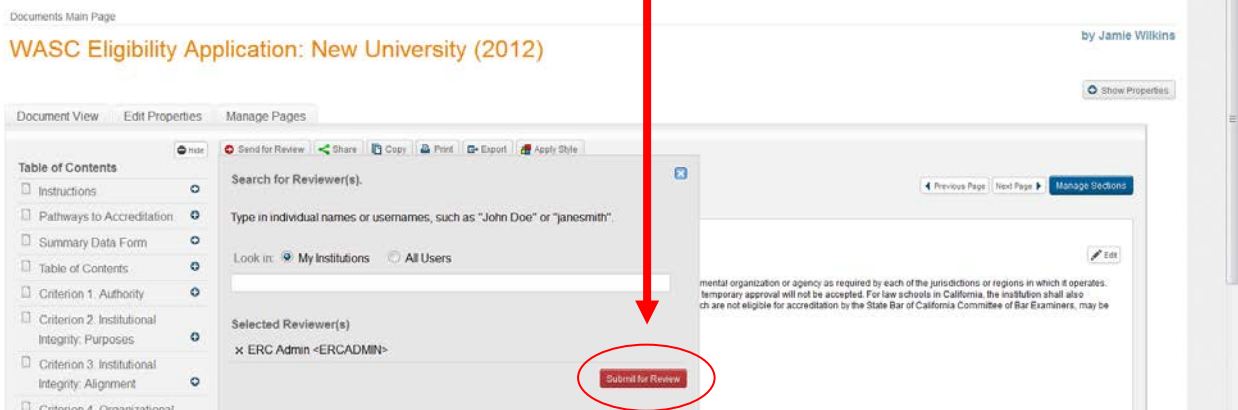 Documents Main Page
by Jamie Wilkins
WASC Eligibility Application: New University (2012)
Show Properties
Document View Edit Properties Manage Pages
Hide Send for Review Share Copy Print Export Apply Style
Table of Contents
Search for Reviewer(s).
Previous Page Next Page Manage Sections
Instructions
Pathways to Accreditation
Type in individual names or usernames, such as "John Doe" or "janesmith".
Summary Data Form
Look in: My Institutions All Users
Edit
Table of Contents
mental organization or agency as required by each of the jurisdictions or regions in which it operates.
Criterion 1. Authority
temporary approval will not be accepted. For law schools in California, the institution shall also
ch are not eligible for accreditation by the State Bar of California Committee of Bar Examiners, may be
Criterion 2. Institutional
Integrity: Purposes
Selected Reviewer(s)
x ERC Admin <ERCADMIN>
Criterion 3. Institutional
Integrity: Alignment
Submit for Review
Criterion 4. Organizational